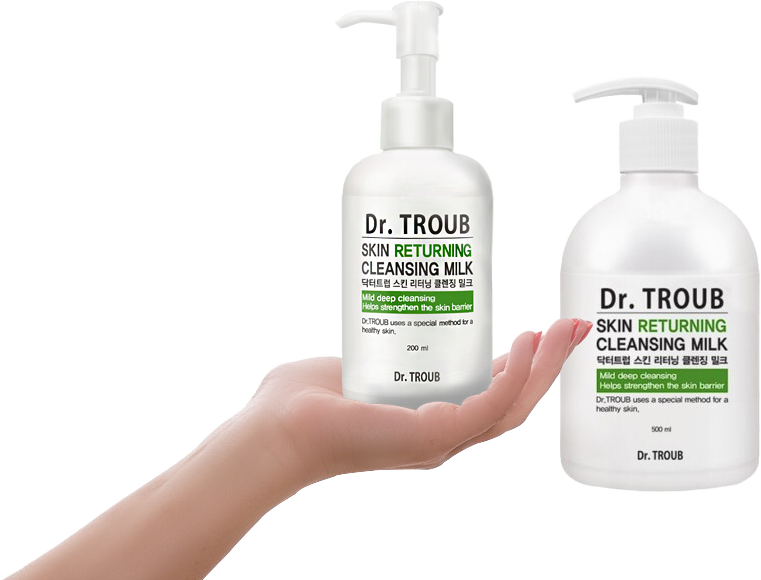 Dr. TROUB
SKIN RETURNING
CLEANSING MILK
닥터트럽 스킨 리터닝 클렌징 밀크
Mild deep cleansing
Helps strengthen the skin barrier
Dr.TROUB uses a special method for a
healthy skin.
200 ml
Dr. TROUB
Dr. TROUB
SKIN RETURNING
CLEANSING MILK
닥터트럽 스킨 리터닝 클렌징 밀크
Mild deep cleansing
Helps strengthen the skin barrier
Dr.TROUB uses a special method for a
healthy skin.
500 ml
Dr. TROUB